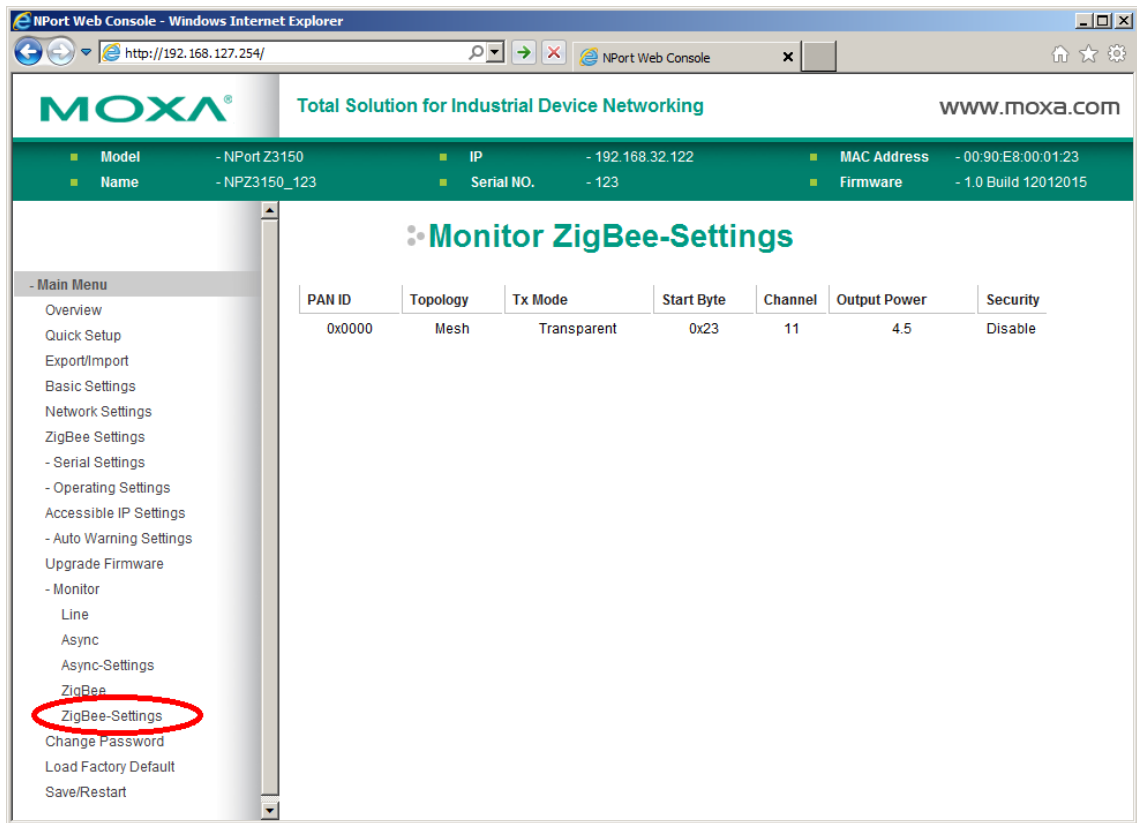 NPort Web Console - Windows Internet Explorer
http://192.168.127.254/
NPort Web Console
MOXA®
Total Solution for Industrial Device Networking
www.moxa.com
Model - NPort Z3150 IP - 192.168.32.122 MAC Address - 00:90:E8:00:01:23
Name - NPZ3150_123 Serial NO. - 123 Firmware - 1.0 Build 12012015
- Main Menu
Overview
Quick Setup
Export/Import
Basic Settings
Network Settings
ZigBee Settings
- Serial Settings
- Operating Settings
Accessible IP Settings
- Auto Warning Settings
Upgrade Firmware
- Monitor
Line
Async
Async-Settings
ZigBee
ZigBee-Settings
Change Password
Load Factory Default
Save/Restart
Monitor ZigBee-Settings
PAN ID Topology Tx Mode Start Byte Channel Output Power Security
0x0000 Mesh Transparent 0x23 11 4.5 Disable